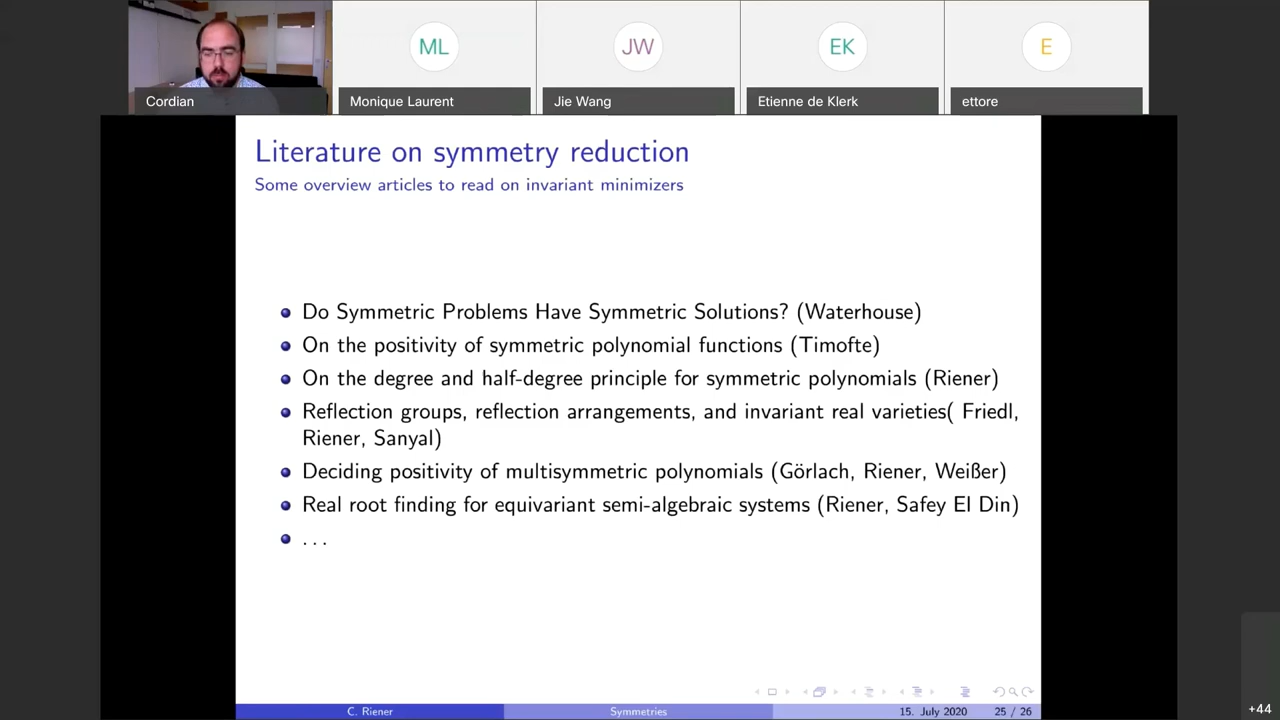 ML
JW
EK
E
Cordian
Monique Laurent
Jie Wang
Etienne de Klerk
ettore
Literature on symmetry reduction
Some overview articles to read on invariant minimizers
Do Symmetric Problems Have Symmetric Solutions? (Waterhouse)
On the positivity of symmetric polynomial functions (Timofte)
On the degree and half-degree principle for symmetric polynomials (Riener)
Reflection groups, reflection arrangements, and invariant real varieties( Friedl,
Riener, Sanyal)
Deciding positivity of multisymmetric polynomials (Görlach, Riener, Weißer)
Real root finding for equivariant semi-algebraic systems (Riener, Safey El Din)
...
C. Riener
Symmetries
15. July 2020
25 / 26
+44